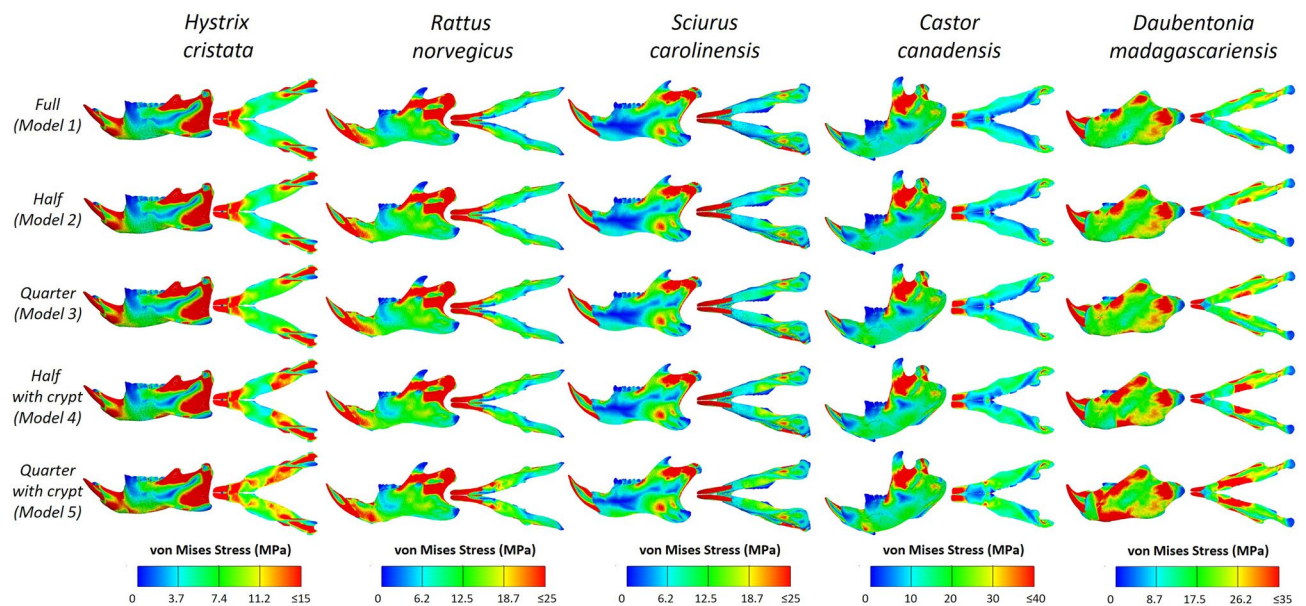 Hystrix
cristata
Rattus
norvegicus
Sciurus
carolinensis
Castor
canadensis
Daubentonia
madagascariensis
Full
(Model 1)
Half
(Model 2)
Quarter
(Model 3)
Half
with crypt
(Model 4)
Quarter
with crypt
(Model 5)
von Mises Stress (MPa)
0 3.7 7.4 11.2 ≤15
von Mises Stress (MPa)
0 6.2 12.5 18.7 ≤25
von Mises Stress (MPa)
0 6.2 12.5 18.7 ≤25
von Mises Stress (MPa)
0 10 20 30 ≤40
von Mises Stress (MPa)
0 8.7 17.5 26.2 ≤35